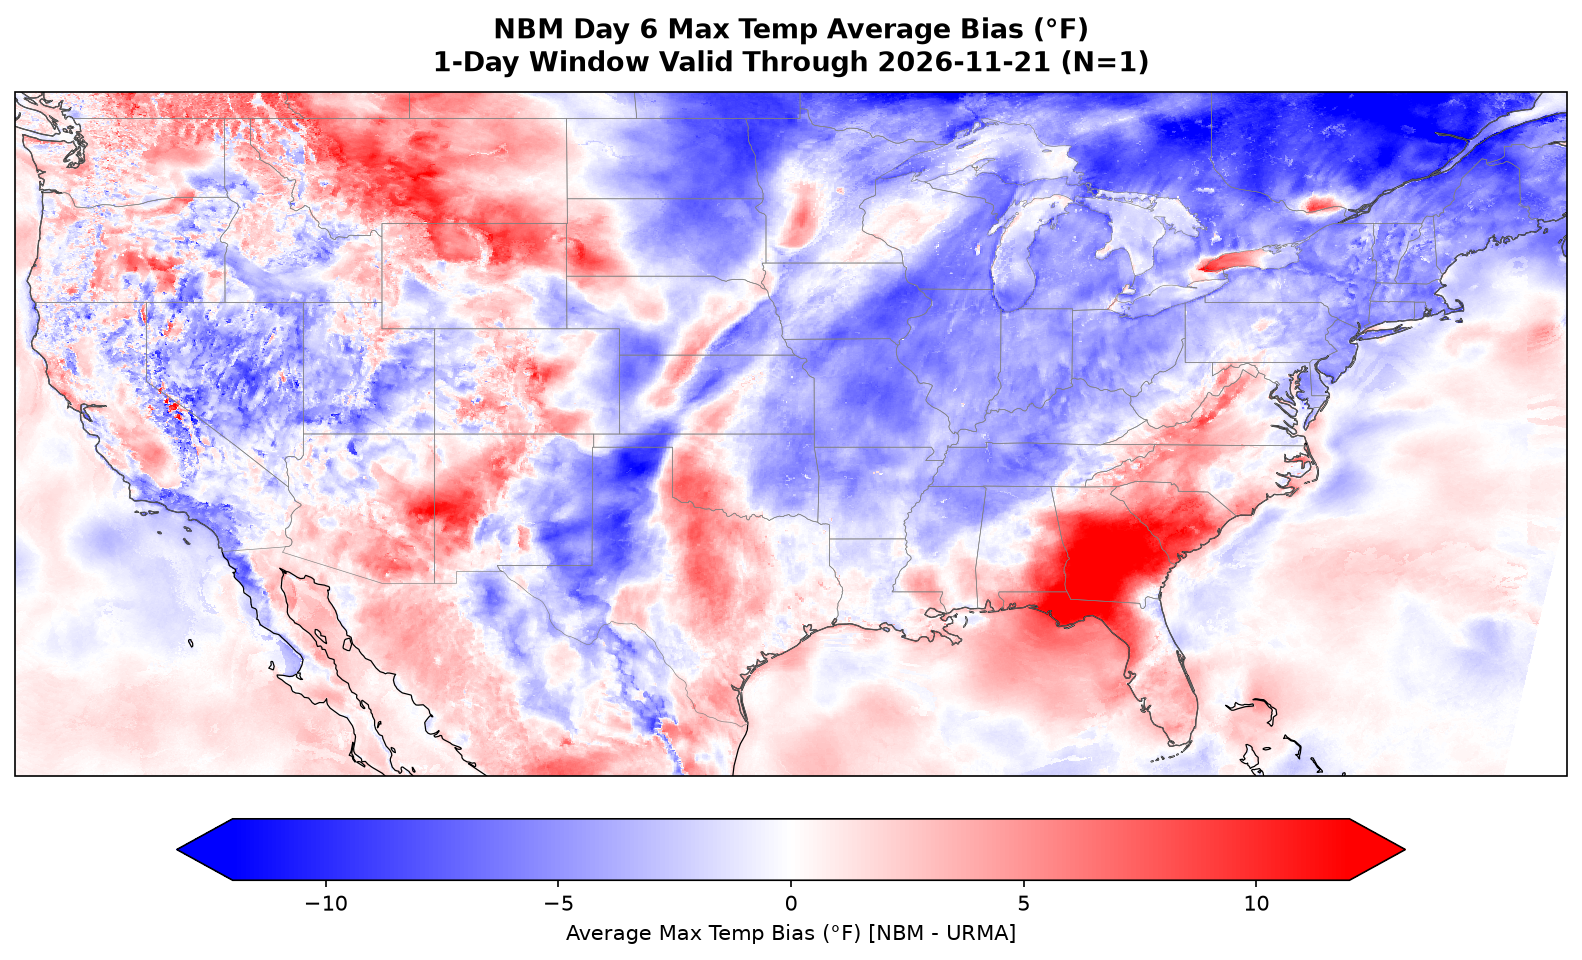 NBM Day 6 Max Temp Average Bias (°F)
1-Day Window Valid Through 2026-11-21 (N=1)
−10 −5 0 5 10
Average Max Temp Bias (°F) [NBM - URMA]